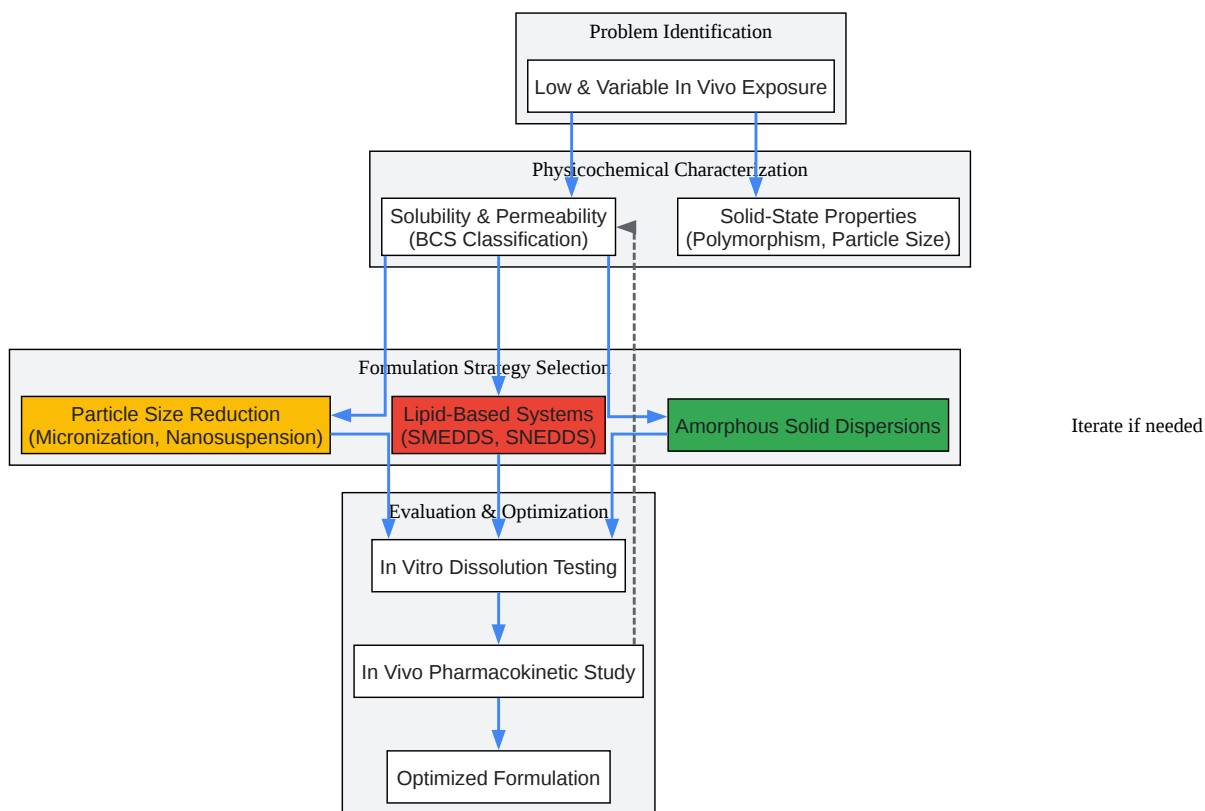 Problem Identification
Low & Variable In Vivo Exposure
Physicochemical Characterization
Solubility & Permeability
(BCS Classification)
Solid-State Properties
(Polymorphism, Particle Size)
Formulation Strategy Selection
Particle Size Reduction
(Micronization, Nanosuspension)
Lipid-Based Systems
(SMEDDS, SNEDDS)
Amorphous Solid Dispersions
Iterate if needed
Evaluation & Optimization
In Vitro Dissolution Testing
In Vivo Pharmacokinetic Study
Optimized Formulation